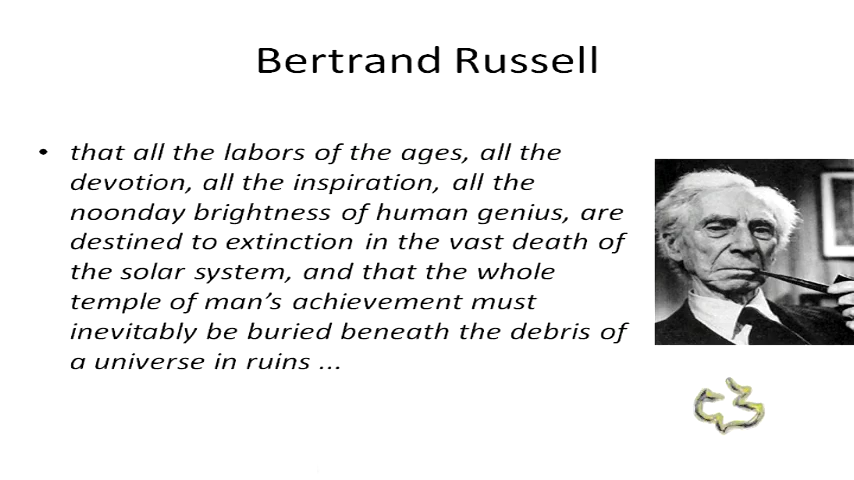 Bertrand Russell
• that all the labors of the ages, all the
devotion, all the inspiration, all the
noonday brightness of human genius, are
destined to extinction in the vast death of
the solar system, and that the whole
temple of man’s achievement must
inevitably be buried beneath the debris of
a universe in ruins ...